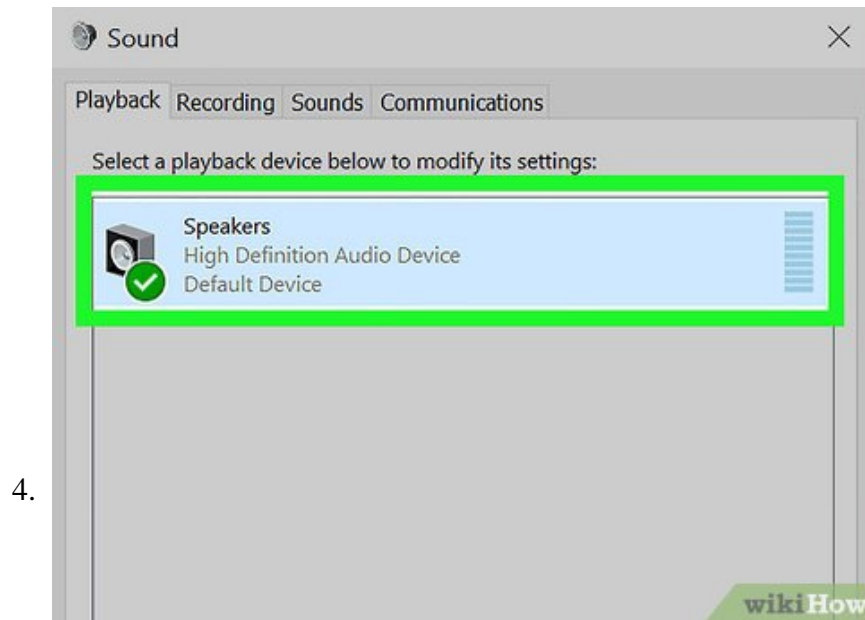 Sound
Playback Recording Sounds Communications
Select a playback device below to modify its settings:
Speakers
High Definition Audio Device
Default Device
4.
wikiHow